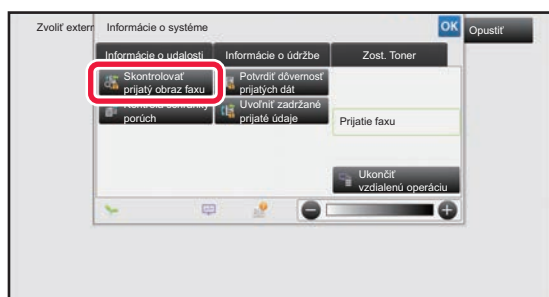 Zvoliť extern
Informácie o systéme
OK
Opustiť
Informácie o udalosti
Informácie o údržbe
Zost. Toner
Skontrolovať
prijatý obraz faxu
Potvrdiť dôvernosť
prijatých dát
Kontrola schránky
porúch
Uvoľniť zadržané
prijaté údaje
Prijatie faxu
Ukončiť
vzdialenú operáciu